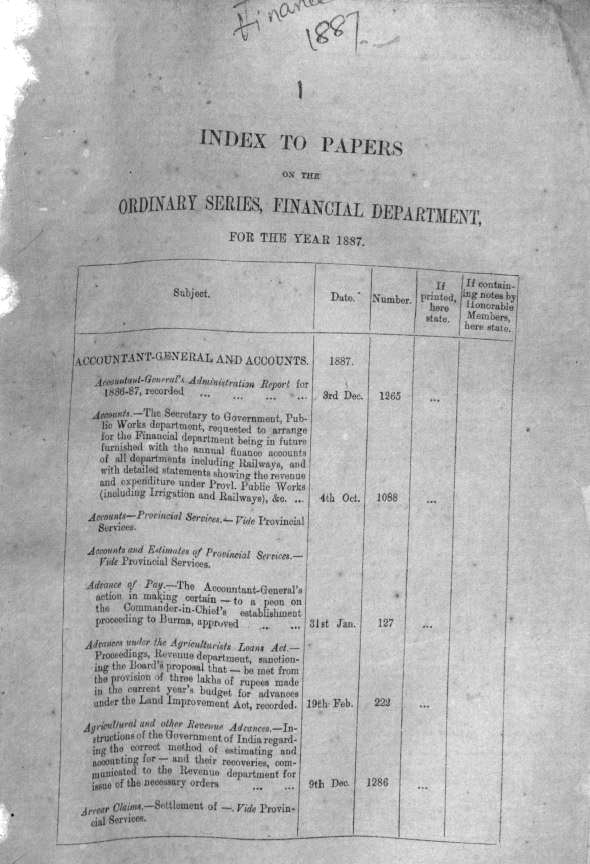 Finance
1887.
1
INDEX TO PAPERS
ON THE
ORDINARY SERIES, FINANCIAL DEPARTMENT,
FOR THE YEAR 1887.
Subject. Date. Number. If printed, here state. If containing notes by Honorable Members, here state.
ACCOUNTANT-GENERAL AND ACCOUNTS. 1887.
Accountant-General's Administration Report for
1886-87, recorded ... ... ... ... 3rd Dec. 1265 ...
Accounts.—The Secretary to Government, Pub-
lic Works department, requested to arrange
for the Financial department being in future
furnished with the annual finance accounts
of all departments including Railways, and
with detailed statements showing the revenue
and expenditure under Provl. Public Works
(including Irrigation and Railways), &c. ... 4th Oct. 1088 ...
Accounts—Provincial Services.—Vide Provincial
Services.
Accounts and Estimates of Provincial Services.—
Vide Provincial Services.
Advance of Pay.—The Accountant-General's
action in making certain — to a peon on
the Commander-in-Chief's establishment
proceeding to Burma, approved ... ... 31st Jan. 127 ...
Advances under the Agriculturists Loans Act.—
Proceedings, Revenue department, sanction-
ing the Board's proposal that — be met from
the provision of three lakhs of rupees made
in the current year's budget for advances
under the Land Improvement Act, recorded. 19th Feb. 222 ...
Agricultural and other Revenue Advances.—In-
structions of the Government of India regard-
ing the correct method of estimating and
accounting for — and their recoveries, com-
municated to the Revenue department for
issue of the necessary orders ... ... 9th Dec. 1286 ...
Arrear Claims.—Settlement of —. Vide Provin-
cial Services.